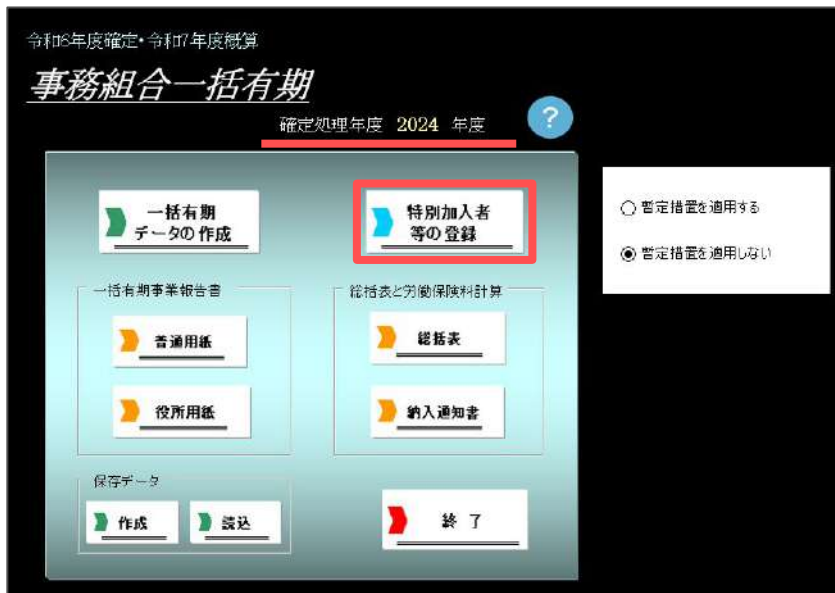 令和6年度確定・令和7年度概算
事務組合一括有期
確定処理年度 2024 年度
?
一括有期
データの作成
特別加入者
等の登録
暫定措置を適用する
暫定措置を適用しない
一括有期事業報告書
総括表と労働保険料計算
普通用紙
総括表
役所用紙
納入通知書
保存データ
作成
読込
終了